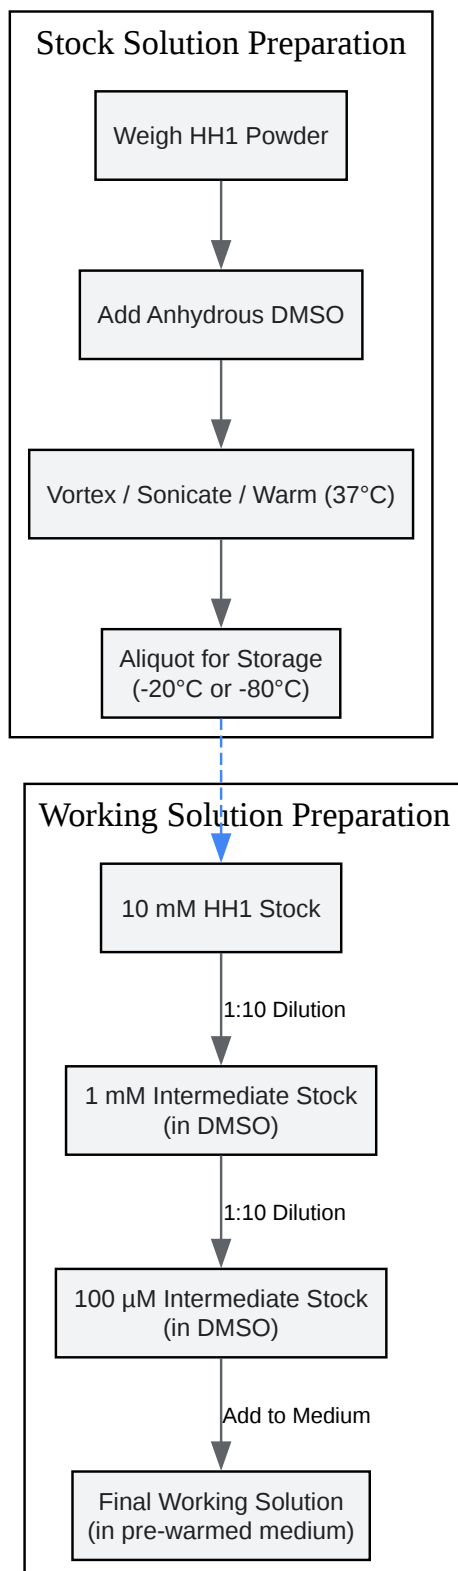 Stock Solution Preparation
Weigh HH1 Powder
Add Anhydrous DMSO
Vortex / Sonicate / Warm (37°C)
Aliquot for Storage
(-20°C or -80°C)
Working Solution Preparation
10 mM HH1 Stock
1:10 Dilution
1 mM Intermediate Stock
(in DMSO)
1:10 Dilution
100 µM Intermediate Stock
(in DMSO)
Add to Medium
Final Working Solution
(in pre-warmed medium)